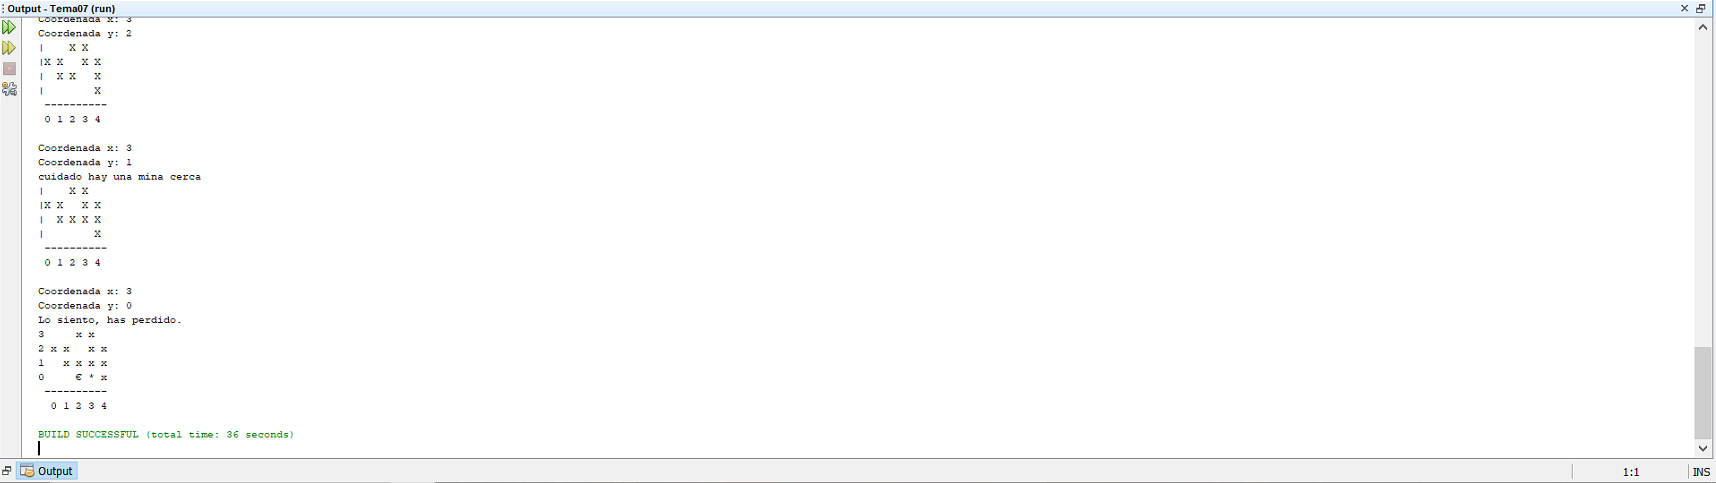 Output - Tema07 (run)
Coordenada x: 3
Coordenada y: 2
|    X X
|X X   X X
|  X X   X
|        X
 ----------
 0 1 2 3 4
Coordenada x: 3
Coordenada y: 1
cuidado hay una mina cerca
|    X X
|X X   X X
|  X X X X
|        X
 ----------
 0 1 2 3 4
Coordenada x: 3
Coordenada y: 0
Lo siento, has perdido.
3     x x
2 x x   x x
1   x x x x
0     € * x
 ----------
  0 1 2 3 4
BUILD SUCCESSFUL (total time: 36 seconds)
Output
1:1 INS